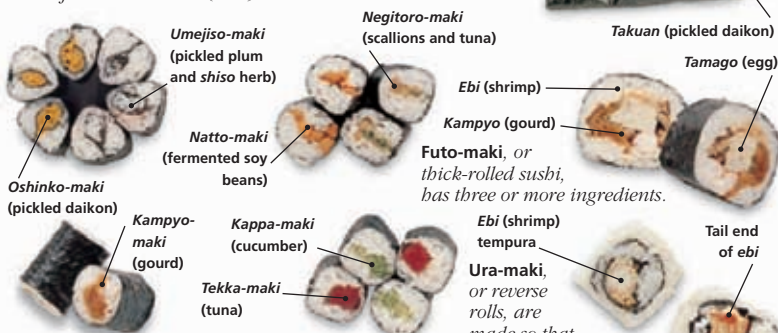 Umejiso-maki
(pickled plum
and shiso herb)
Negitoro-maki
(scallions and tuna)
Takuan (pickled daikon)
Tamago (egg)
Ebi (shrimp)
Kampyo (gourd)
Natto-maki
(fermented soy
beans)
Futo-maki, or
thick-rolled sushi,
has three or more ingredients.
Oshinko-maki
(pickled daikon)
Kampyo-
maki
(gourd)
Kappa-maki
(cucumber)
Tekka-maki
(tuna)
Ebi (shrimp)
tempura
Ura-maki,
or reverse
rolls, are
made so that
Tail end
of ebi